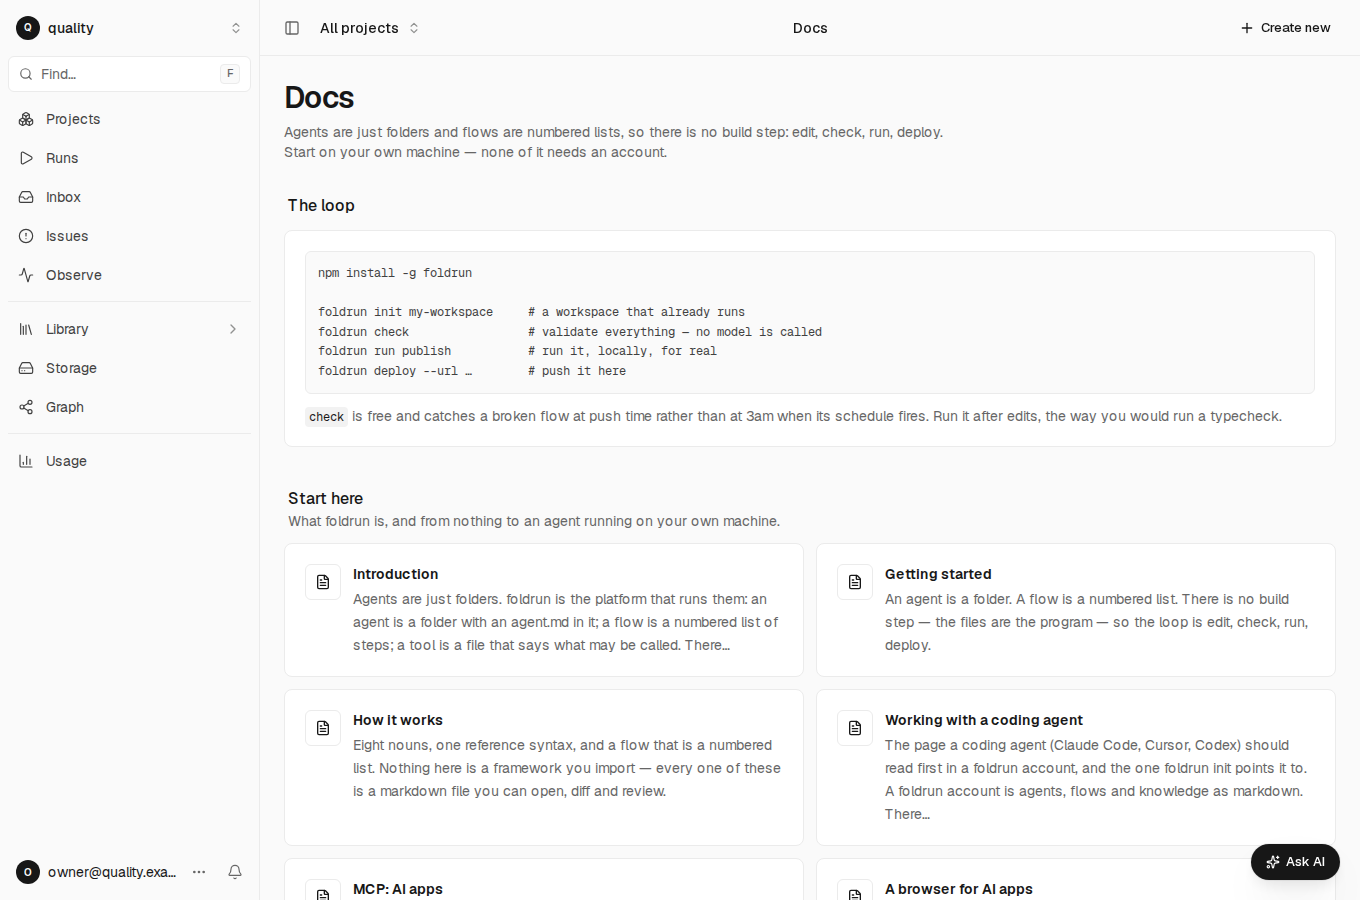 Q quality
Find... F
Projects
Runs
Inbox
Issues
Observe
Library
Storage
Graph
Usage
O owner@quality.exa...
All projects
Docs
Create new
Docs
Agents are just folders and flows are numbered lists, so there is no build step: edit, check, run, deploy.
Start on your own machine — none of it needs an account.
The loop
npm install -g foldrun
foldrun init my-workspace # a workspace that already runs
foldrun check # validate everything — no model is called
foldrun run publish # run it, locally, for real
foldrun deploy --url … # push it here
check is free and catches a broken flow at push time rather than at 3am when its schedule fires. Run it after edits, the way you would run a typecheck.
Start here
What foldrun is, and from nothing to an agent running on your own machine.
Introduction
Agents are just folders. foldrun is the platform that runs them: an
agent is a folder with an agent.md in it; a flow is a numbered list of
steps; a tool is a file that says what may be called. There…
Getting started
An agent is a folder. A flow is a numbered list. There is no build
step — the files are the program — so the loop is edit, check, run,
deploy.
How it works
Eight nouns, one reference syntax, and a flow that is a numbered
list. Nothing here is a framework you import — every one of these
is a markdown file you can open, diff and review.
Working with a coding agent
The page a coding agent (Claude Code, Cursor, Codex) should
read first in a foldrun account, and the one foldrun init points it to.
A foldrun account is agents, flows and knowledge as markdown.
There…
MCP: AI apps
A browser for AI apps
Ask AI